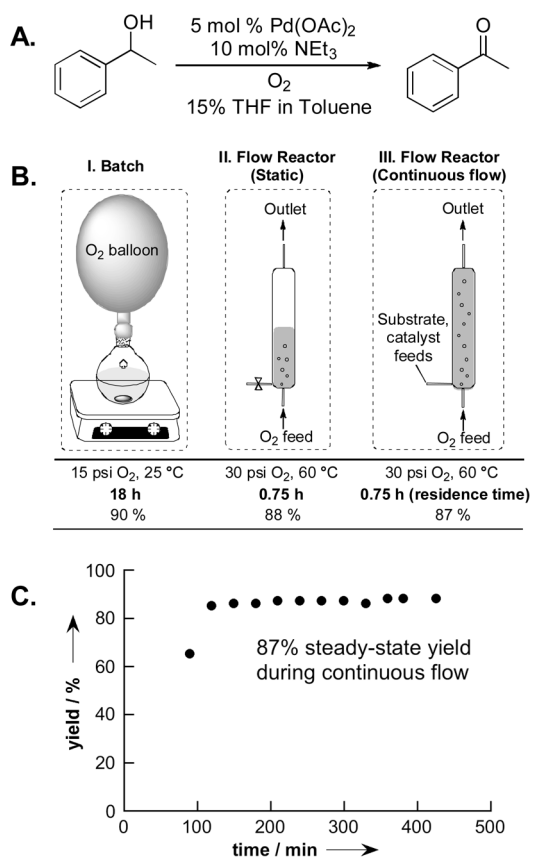 A.
OH
5 mol % Pd(OAc)2
10 mol% NEt3
O2
15% THF in Toluene
O
B.
I. Batch
II. Flow Reactor
(Static)
III. Flow Reactor
(Continuous flow)
O2 balloon
Outlet
Outlet
Substrate,
catalyst
feeds
O2 feed
O2 feed
15 psi O2, 25 °C
30 psi O2, 60 °C
30 psi O2, 60 °C
18 h
0.75 h
0.75 h (residence time)
90 %
88 %
87 %
C.
100
80
60
40
20
0
yield / %
87% steady-state yield
during continuous flow
0
100
200
300
400
500
time / min